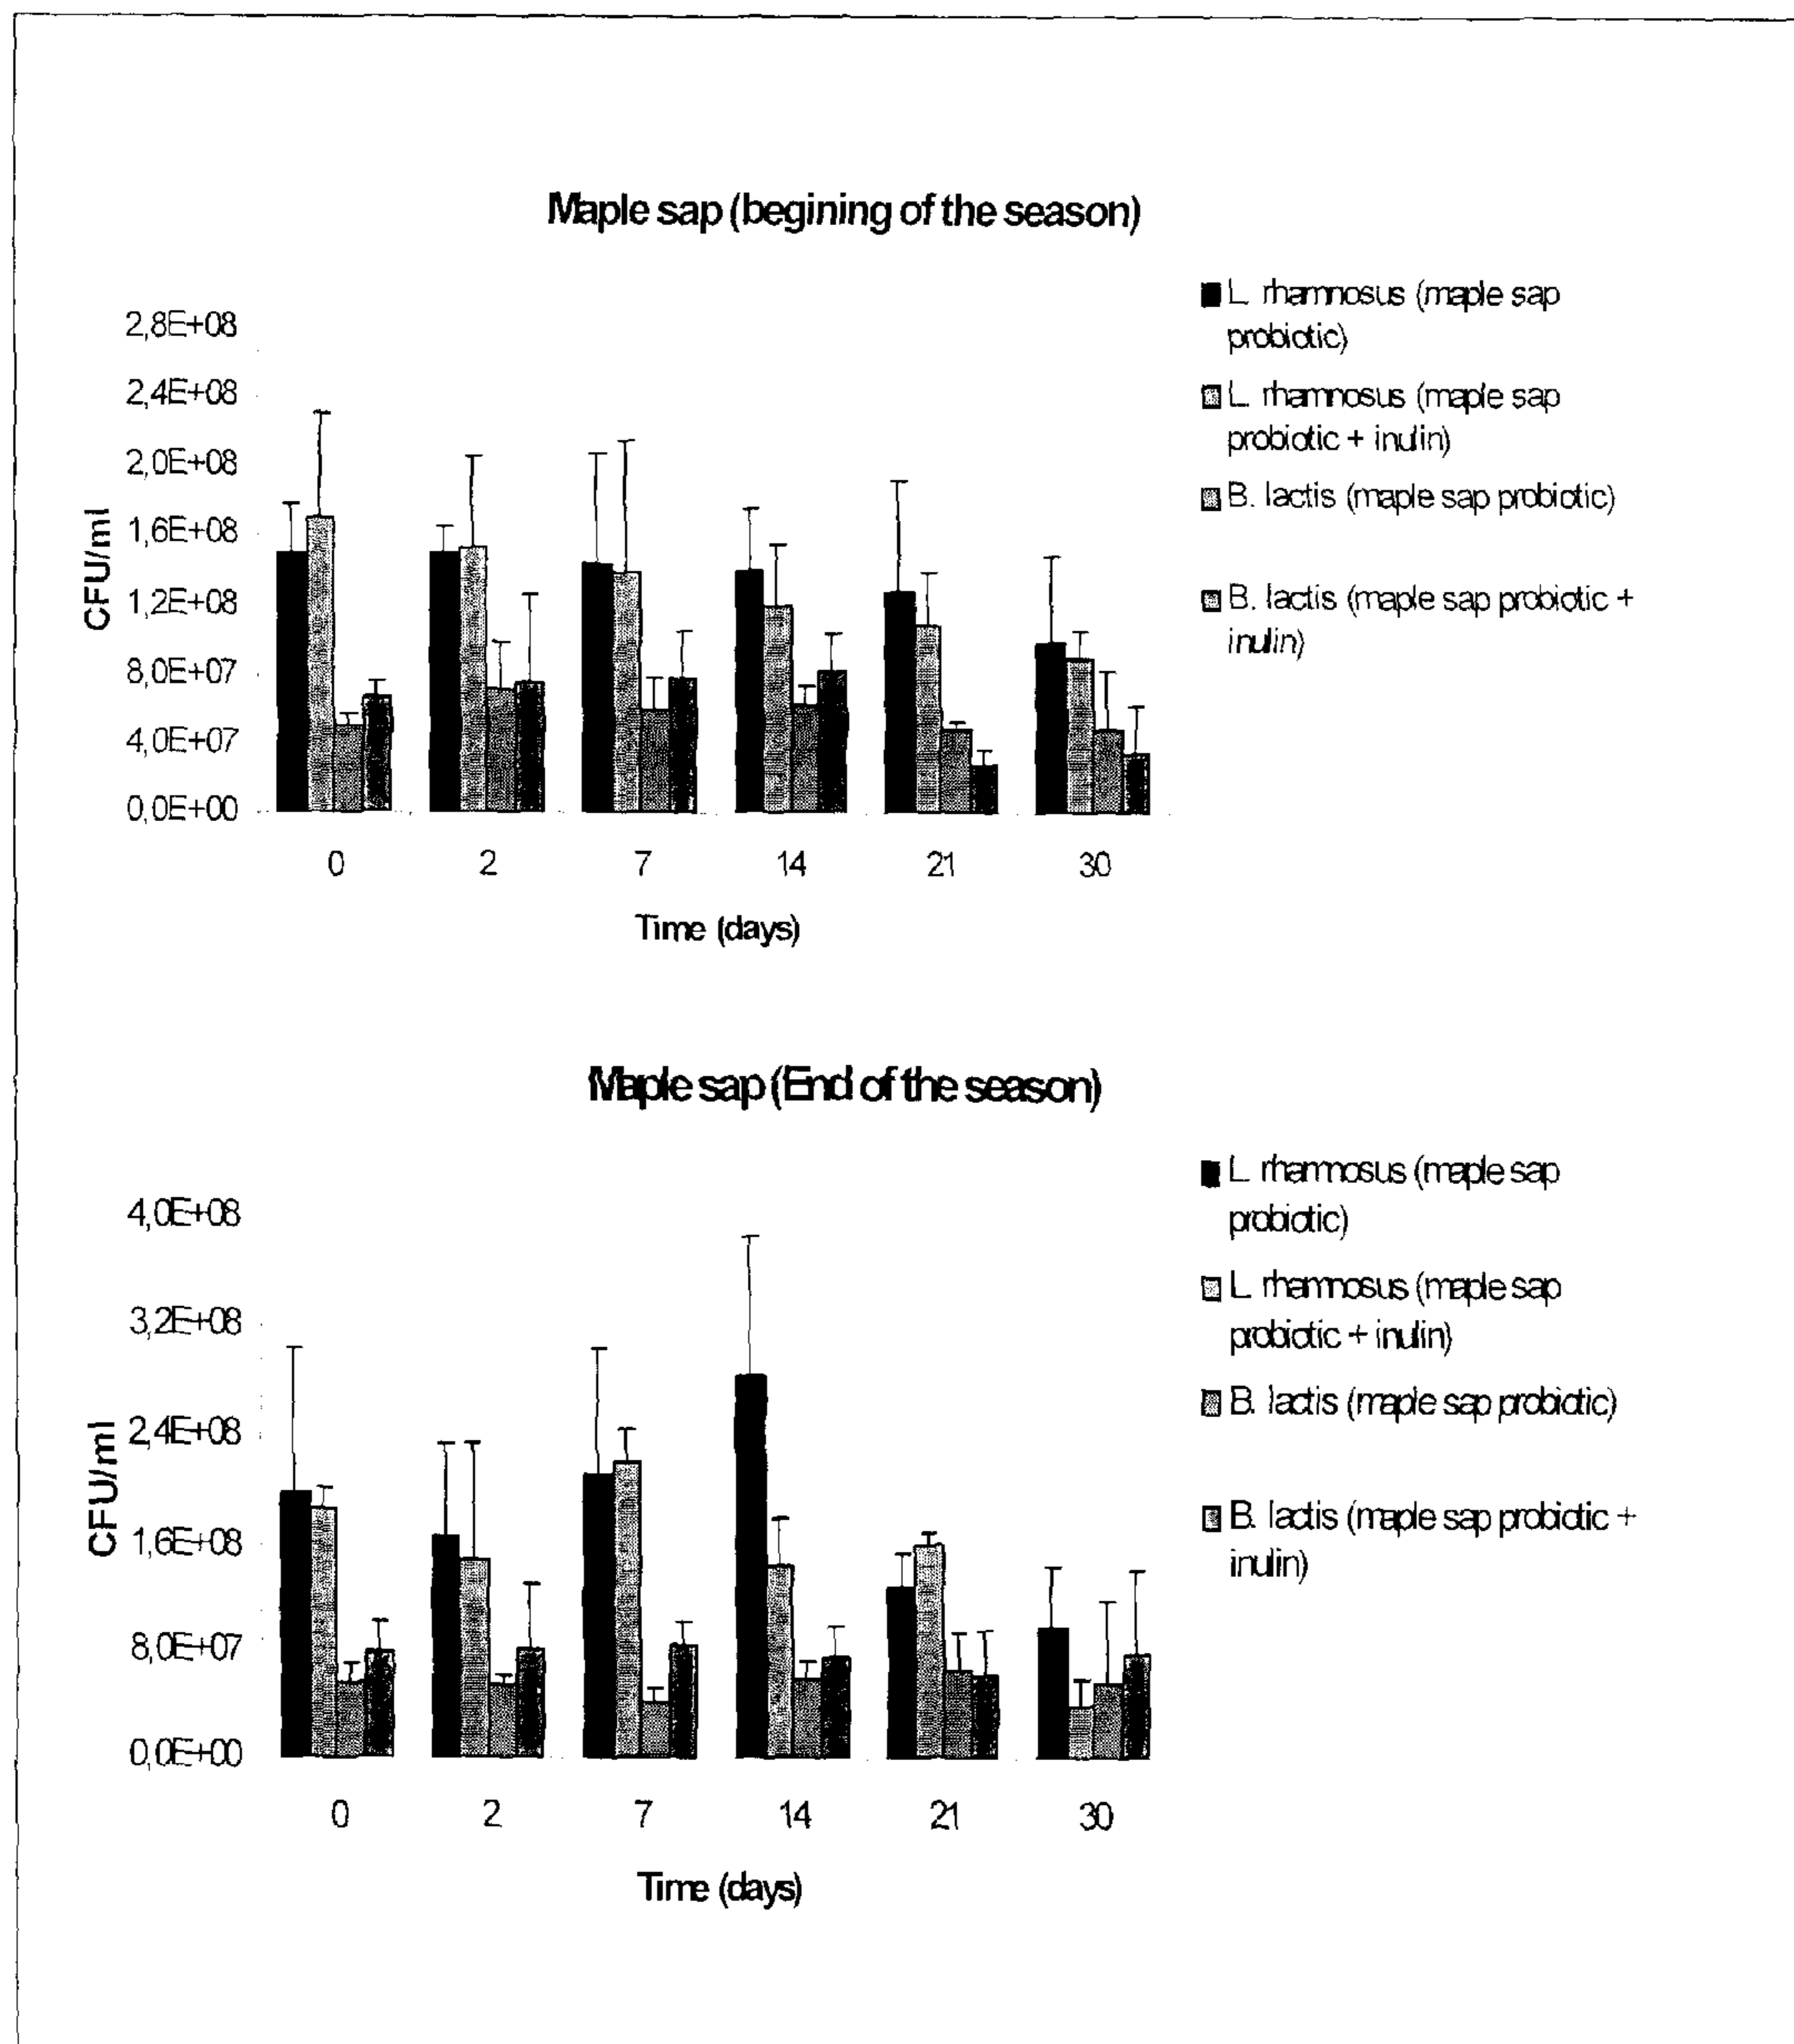 Maple sap (begining of the season)
2,8E+08
2,4E+08
2,0E+08
1,6E+08
1,2E+08
8,0E+07
4,0E+07
0,0E+00
CFU/ml
0 2 7 14 21 30
Time (days)
L. rhamnosus (maple sap
probiotic)
L. rhamnosus (maple sap
probiotic + inulin)
B. lactis (maple sap probiotic)
B. lactis (maple sap probiotic +
inulin)
Maple sap (End of the season)
4,0E+08
3,2E+08
2,4E+08
1,6E+08
8,0E+07
0,0E+00
CFU/ml
0 2 7 14 21 30
Time (days)
L. rhamnosus (maple sap
probiotic)
L. rhamnosus (maple sap
probiotic + inulin)
B. lactis (maple sap probiotic)
B. lactis (maple sap probiotic +
inulin)